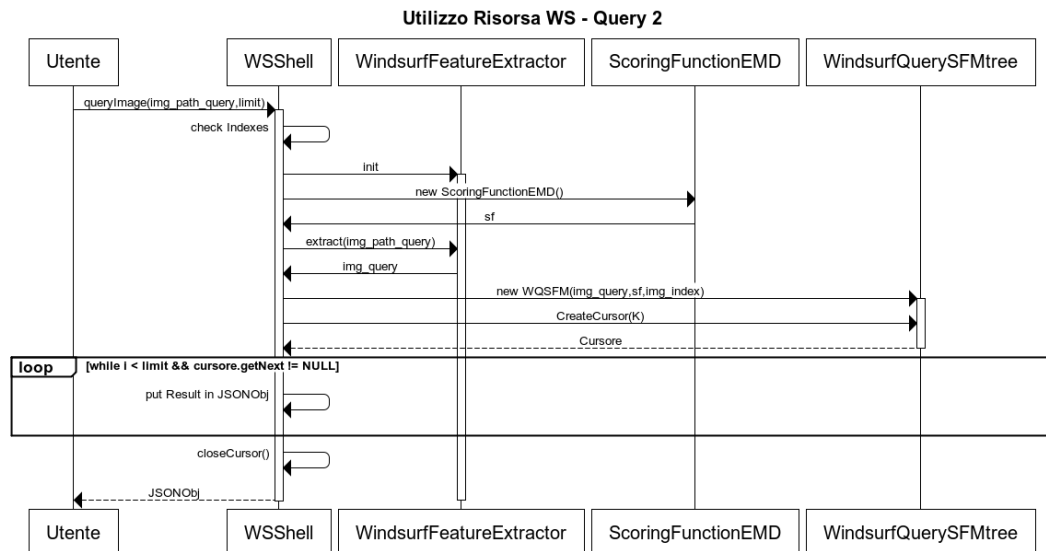 Utilizzo Risorsa WS - Query 2
Utente
WSShell
WindsurfFeatureExtractor
ScoringFunctionEMD
WindsurfQuerySFMtree
queryImage(img_path_query,limit)
check Indexes
init
new ScoringFunctionEMD()
sf
extract(img_path_query)
img_query
new WQSFM(img_query,sf,img_index)
CreateCursor(K)
Cursore
loop
[while i < limit && cursore.getNext != NULL]
put Result in JSONObj
closeCursor()
JSONObj
Utente
WSShell
WindsurfFeatureExtractor
ScoringFunctionEMD
WindsurfQuerySFMtree